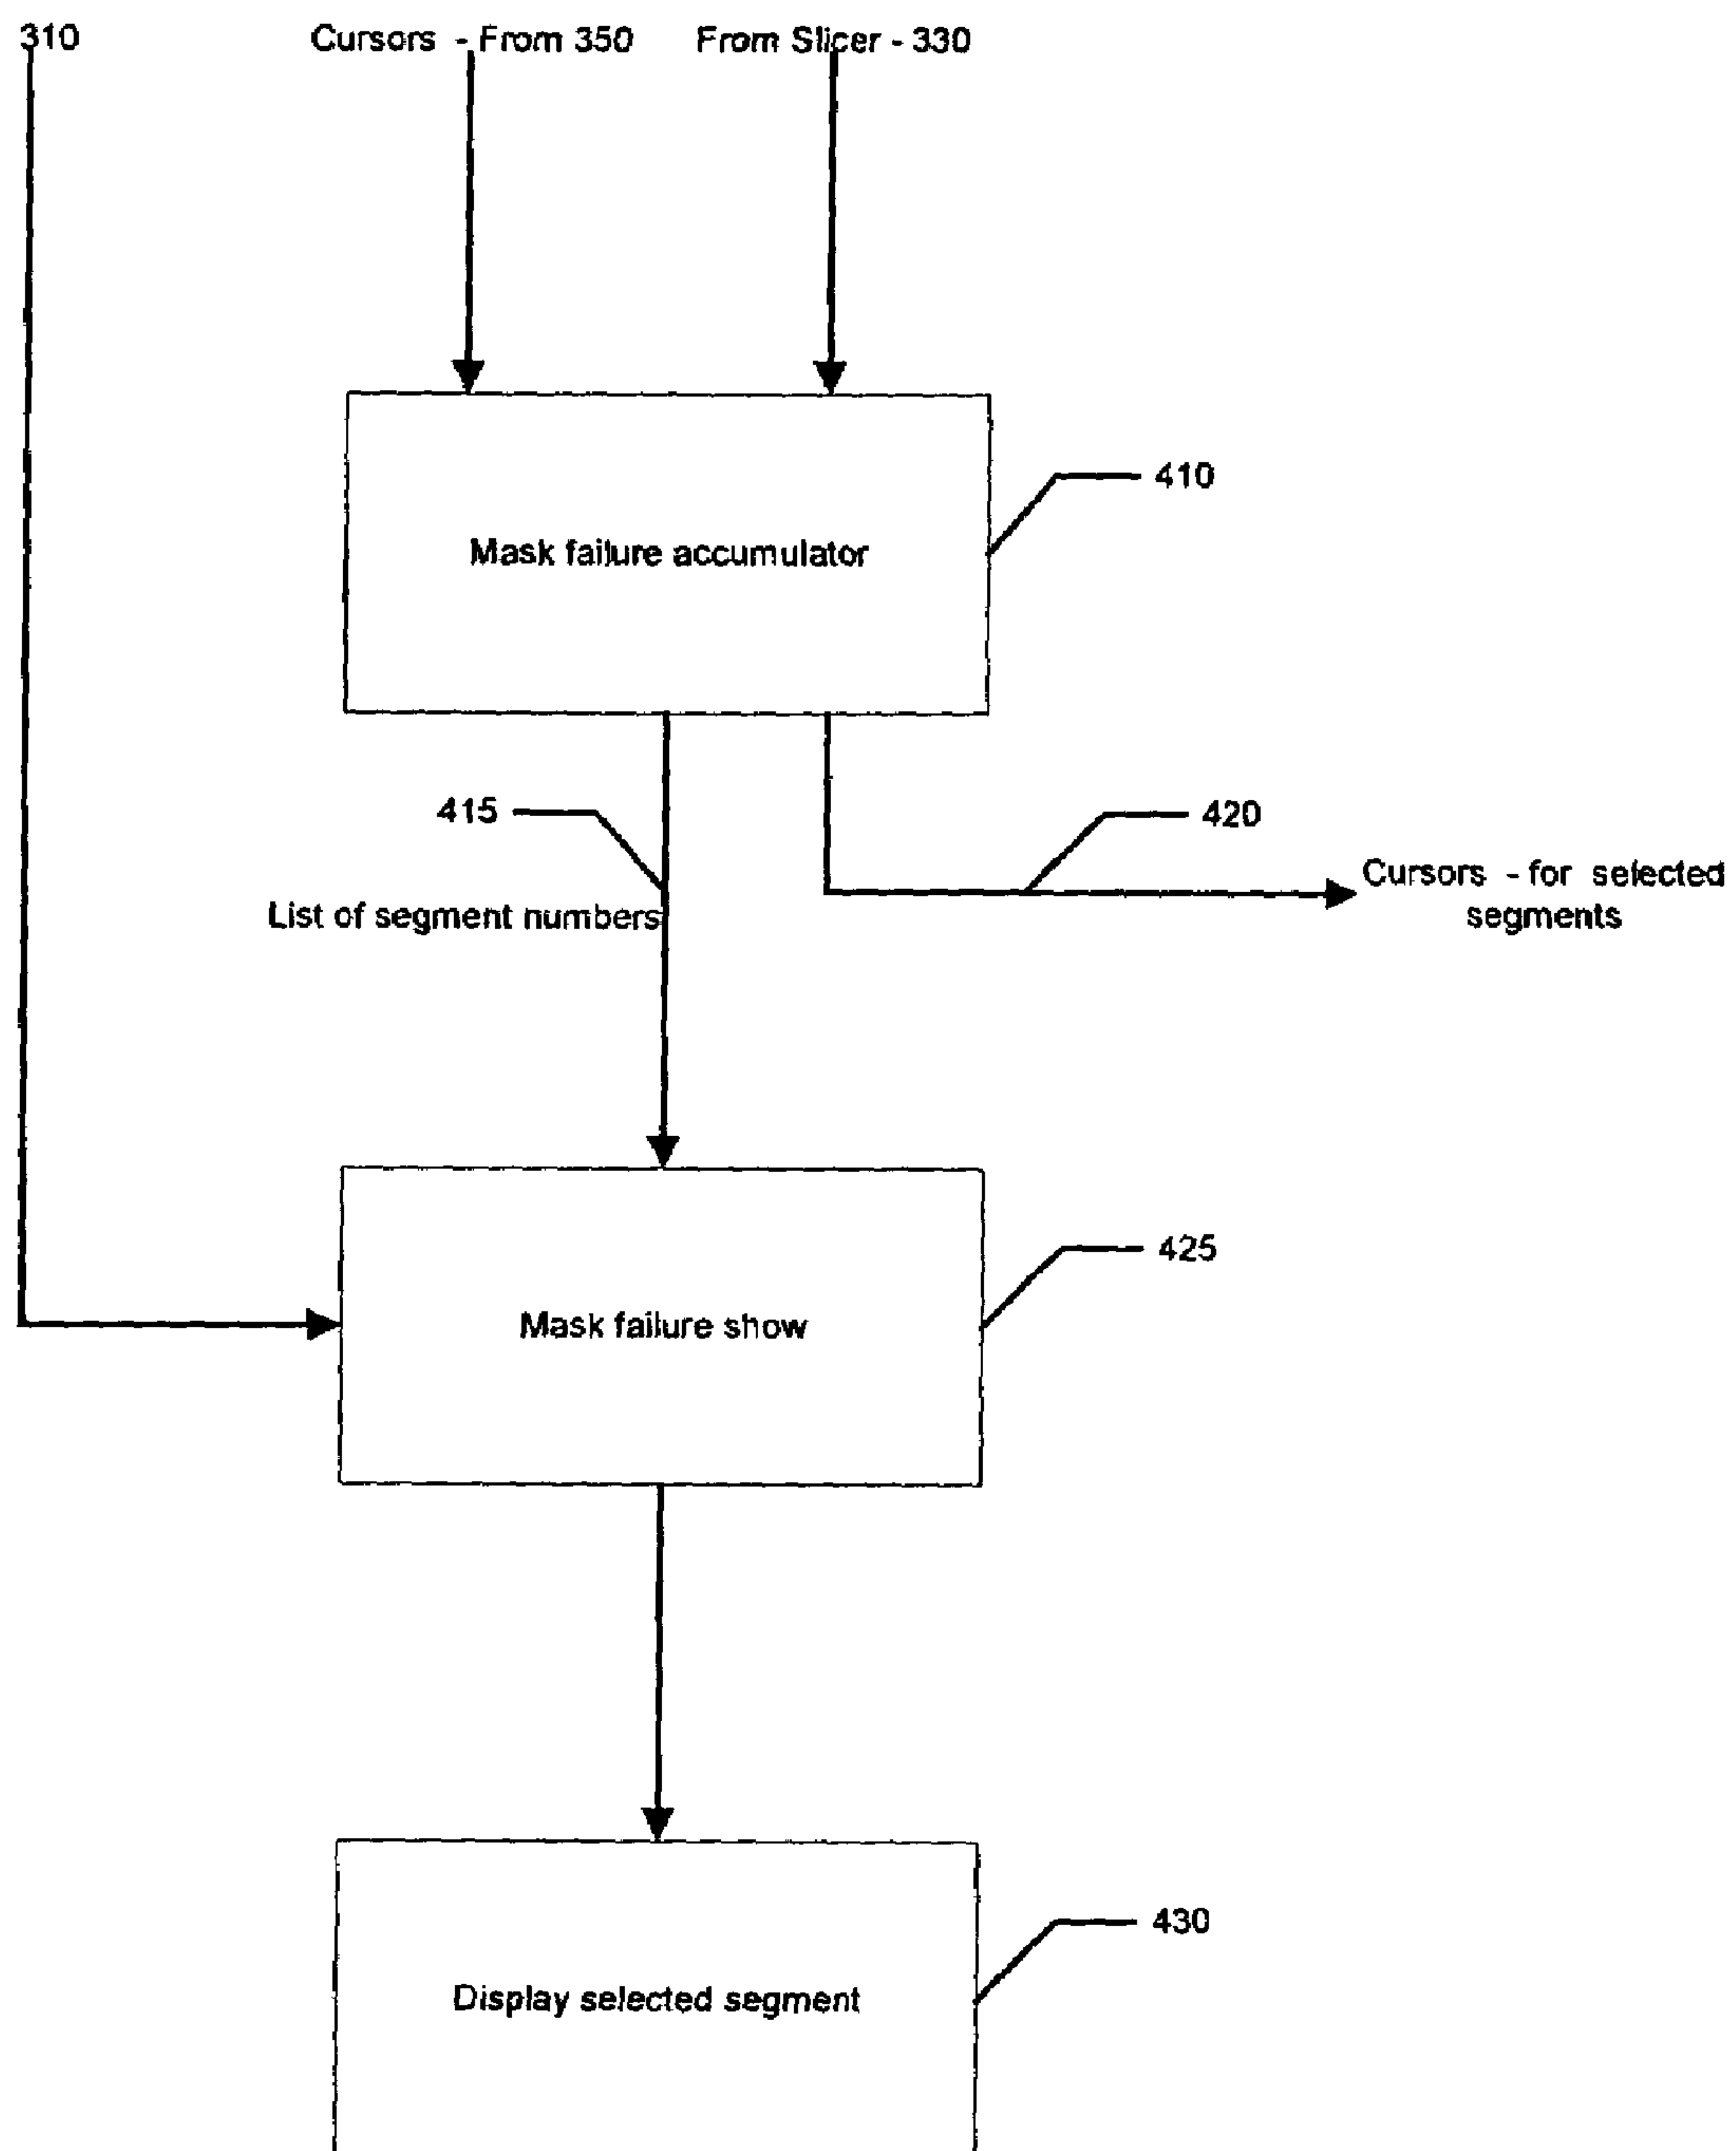 310
Cursors - From 350
From Slicer - 330
410
Mask failure accumulator
415
420
Cursors - for selected
segments
List of segment numbers
425
Mask failure show
430
Display selected segment